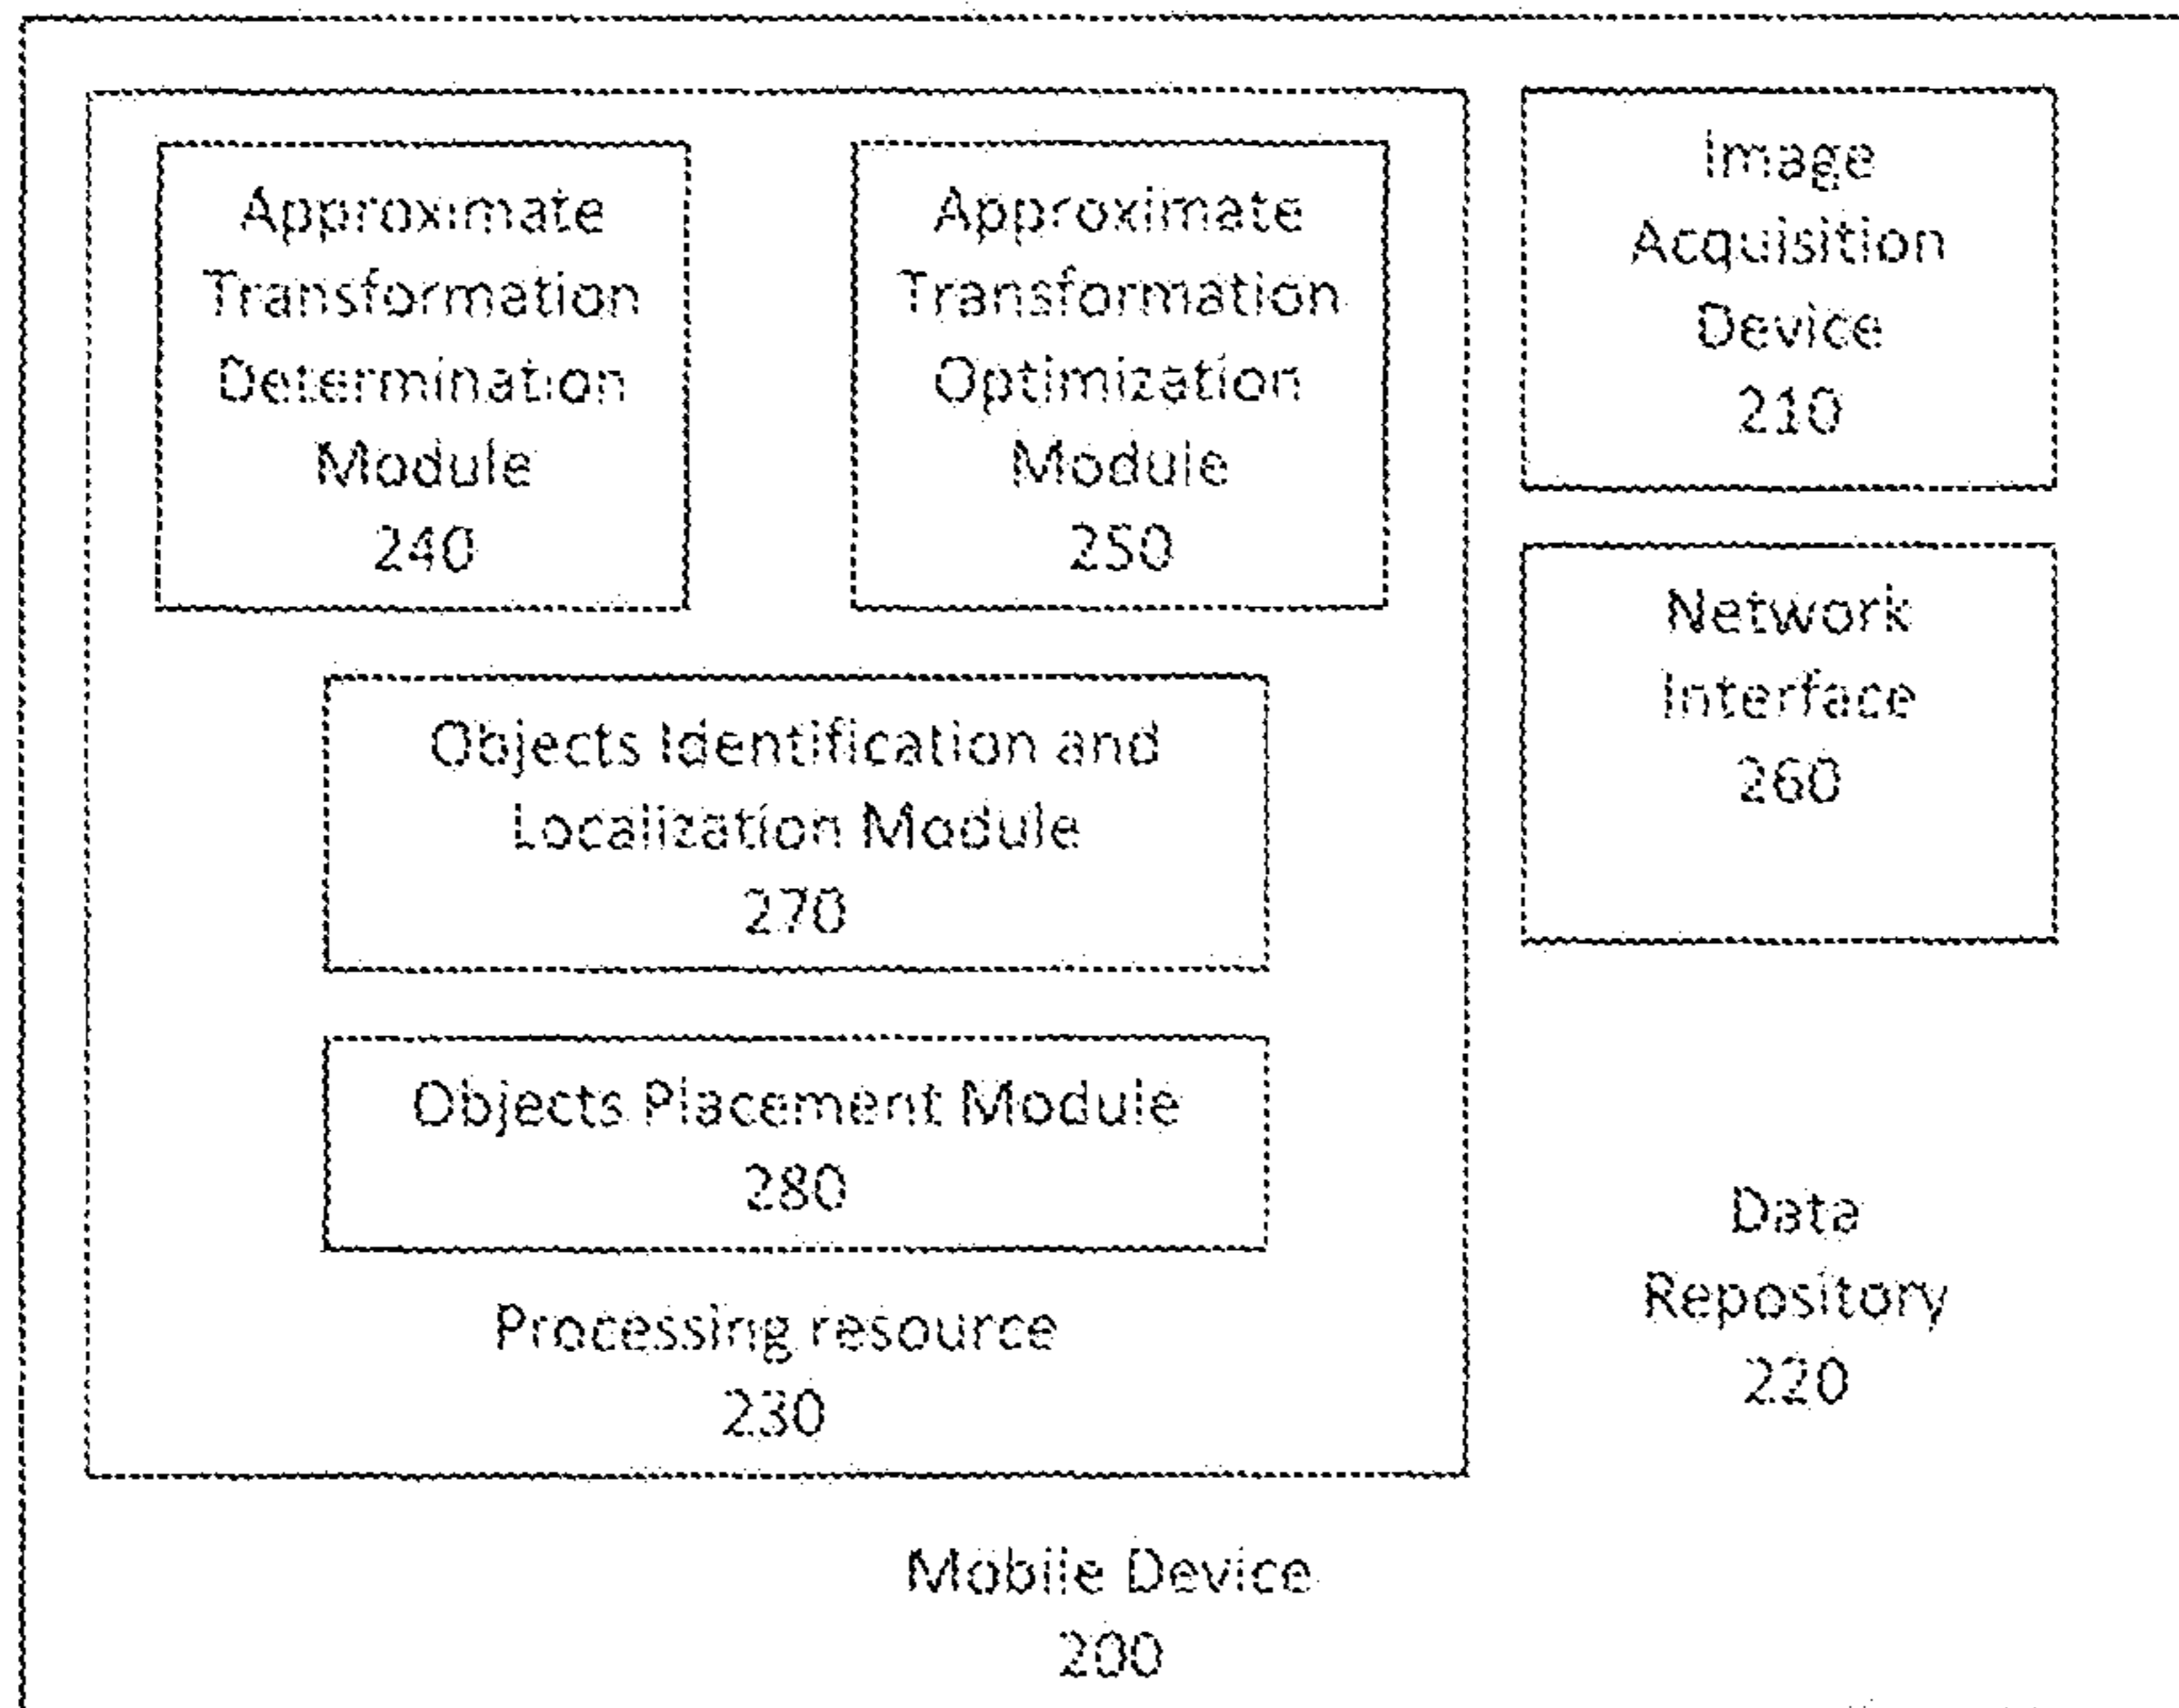 Approximate
Transformation
Determination
Module
240
Approximate
Transformation
Optimization
Module
250
Image
Acquisition
Device
210
Network
Interface
260
Objects Identification and
Localization Module
270
Objects Placement Module
280
Processing resource
230
Data
Repository
220
Mobile Device
200